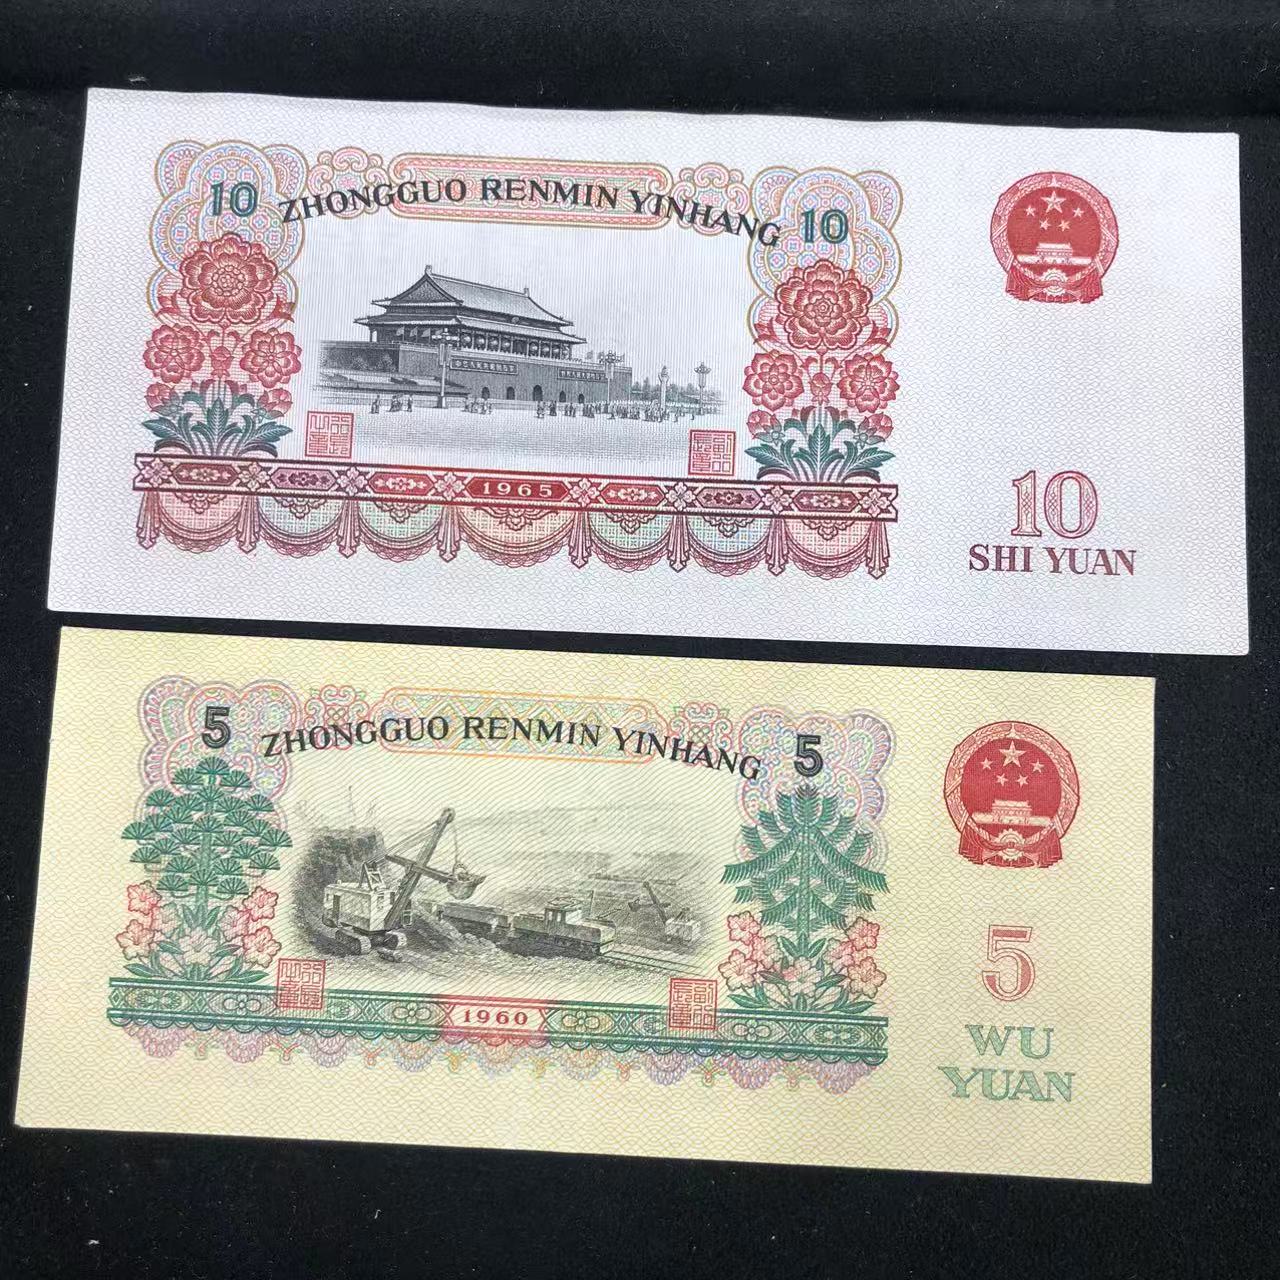 10 ZHONGGUO RENMIN YINHANG 10
1965
10
SHI YUAN
5 ZHONGGUO RENMIN YINHANG 5
1960
5
WU
YUAN